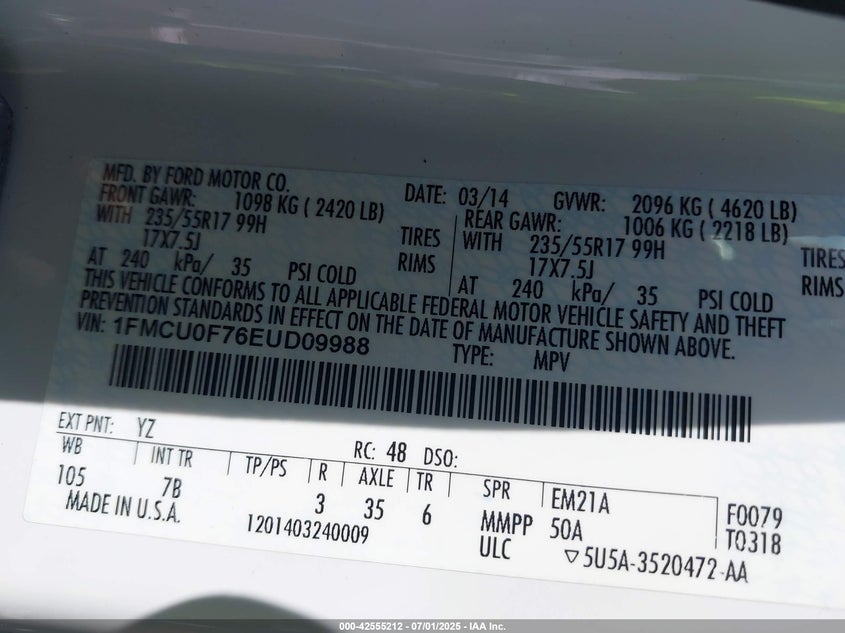 MFD. BY FORD MOTOR CO.
DATE: 03/14 GVWR: 2096 KG ( 4620 LB)
FRONT GAWR: 1098 KG ( 2420 LB) REAR GAWR: 1006 KG ( 2218 LB)
WITH 235/55R17 99H TIRES WITH 235/55R17 99H TIRES
17X7.5J RIMS 17X7.5J RIMS
AT 240 kPa/ 35 PSI COLD AT 240 kPa/ 35 PSI COLD
THIS VEHICLE CONFORMS TO ALL APPLICABLE FEDERAL MOTOR VEHICLE SAFETY AND THEFT
PREVENTION STANDARDS IN EFFECT ON THE DATE OF MANUFACTURE SHOWN ABOVE.
VIN: 1FMCU0F76EUD09988
TYPE: MPV
EXT PNT: YZ RC: 48 DSO:
WB INT TR TP/PS R AXLE TR SPR EM21A F0079
105 7B 3 35 6 MMPP 50A T0318
MADE IN U.S.A. 1201403240009 ULC ▽5U5A-3520472-AA
000-42555212 - 07/01/2025 - IAA Inc.